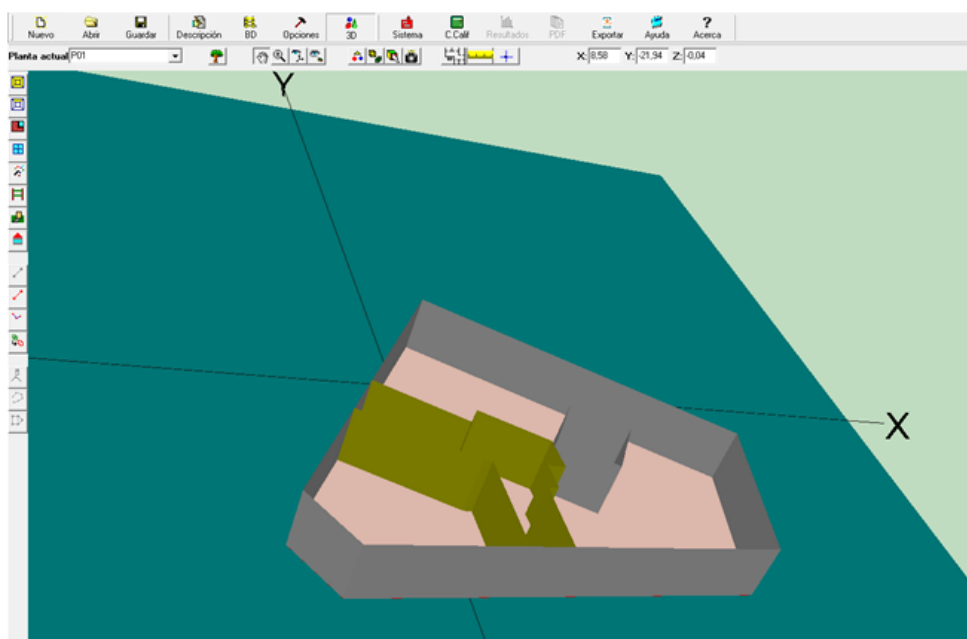 Nuevo Abrir Guardar Descripción BD Opciones 3D Sistema C.Calif Resultados PDF Exportar Ayuda Acerca
Planta actual P01 X: 8,58 Y: -21,94 Z: -0,04
Y
X